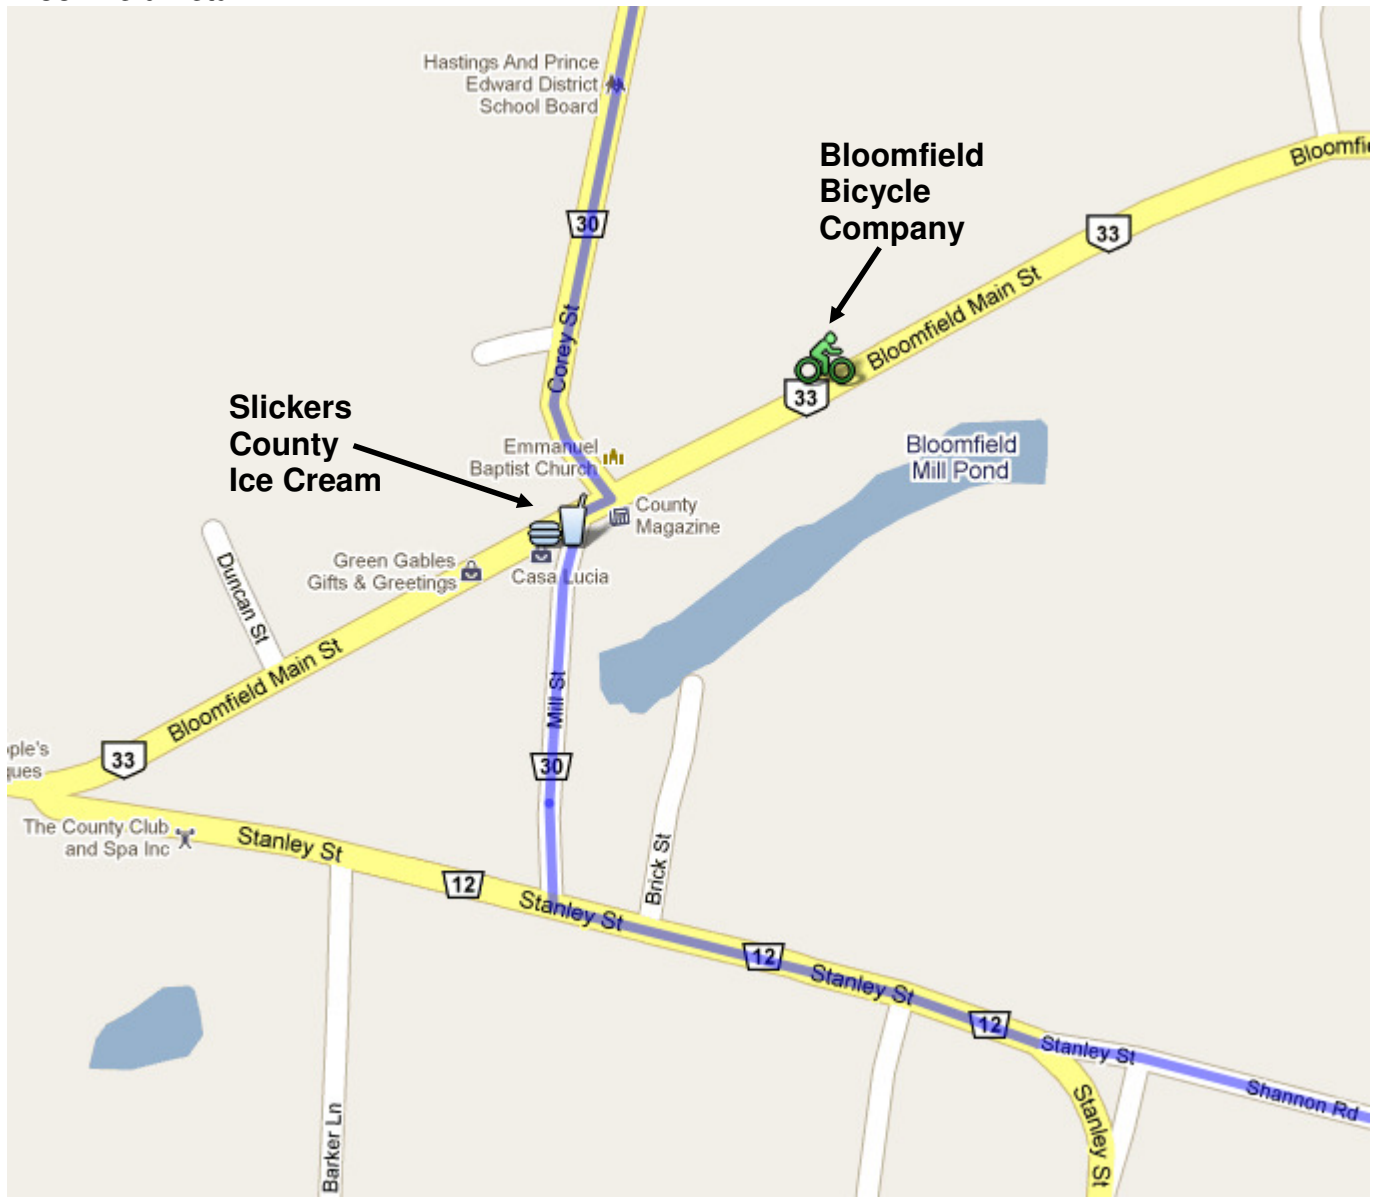 Hastings And Prince
Edward District
School Board
Bloomfield
Bicycle
Company
30
33
Bloomfield Main St
Corey St
33
Slickers
County
Ice Cream
Emmanuel
Baptist Church
Bloomfield
Mill Pond
County
Magazine
Green Gables
Gifts & Greetings
Casa Lucia
Duncan St
Bloomfield Main St
Mill St
33
30
The County Club
and Spa Inc
Stanley St
12
Brick St
Stanley St
12
Stanley St
12
Stanley St
Shannon Rd
Stanley St
Barker Ln